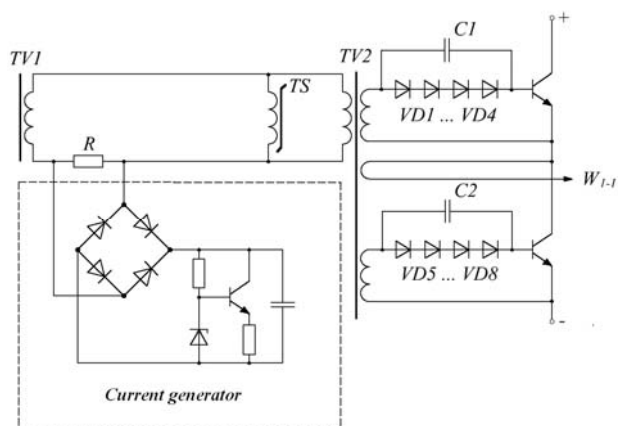 +
C1
TV1
TV2
TS
VD1 ... VD4
R
W1-1
C2
VD5 ... VD8
-
Current generator